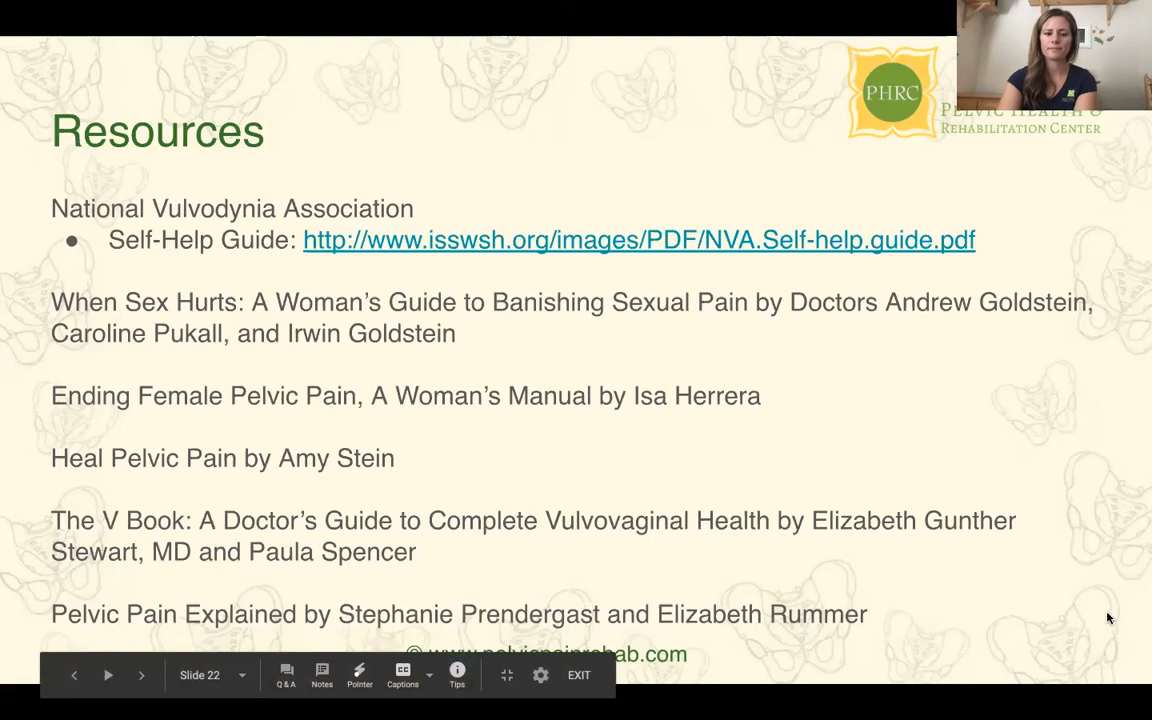 PHRC
PELVIC HEALTH &
REHABILITATION CENTER
Resources
National Vulvodynia Association
● Self-Help Guide: http://www.isswsh.org/images/PDF/NVA.Self-help.guide.pdf
When Sex Hurts: A Woman’s Guide to Banishing Sexual Pain by Doctors Andrew Goldstein,
Caroline Pukall, and Irwin Goldstein
Ending Female Pelvic Pain, A Woman’s Manual by Isa Herrera
Heal Pelvic Pain by Amy Stein
The V Book: A Doctor’s Guide to Complete Vulvovaginal Health by Elizabeth Gunther
Stewart, MD and Paula Spencer
Pelvic Pain Explained by Stephanie Prendergast and Elizabeth Rummer
© www.pelvicpainrehab.com
Slide 22
Q & A
Notes
Pointer
CC
Captions
Tips
EXIT